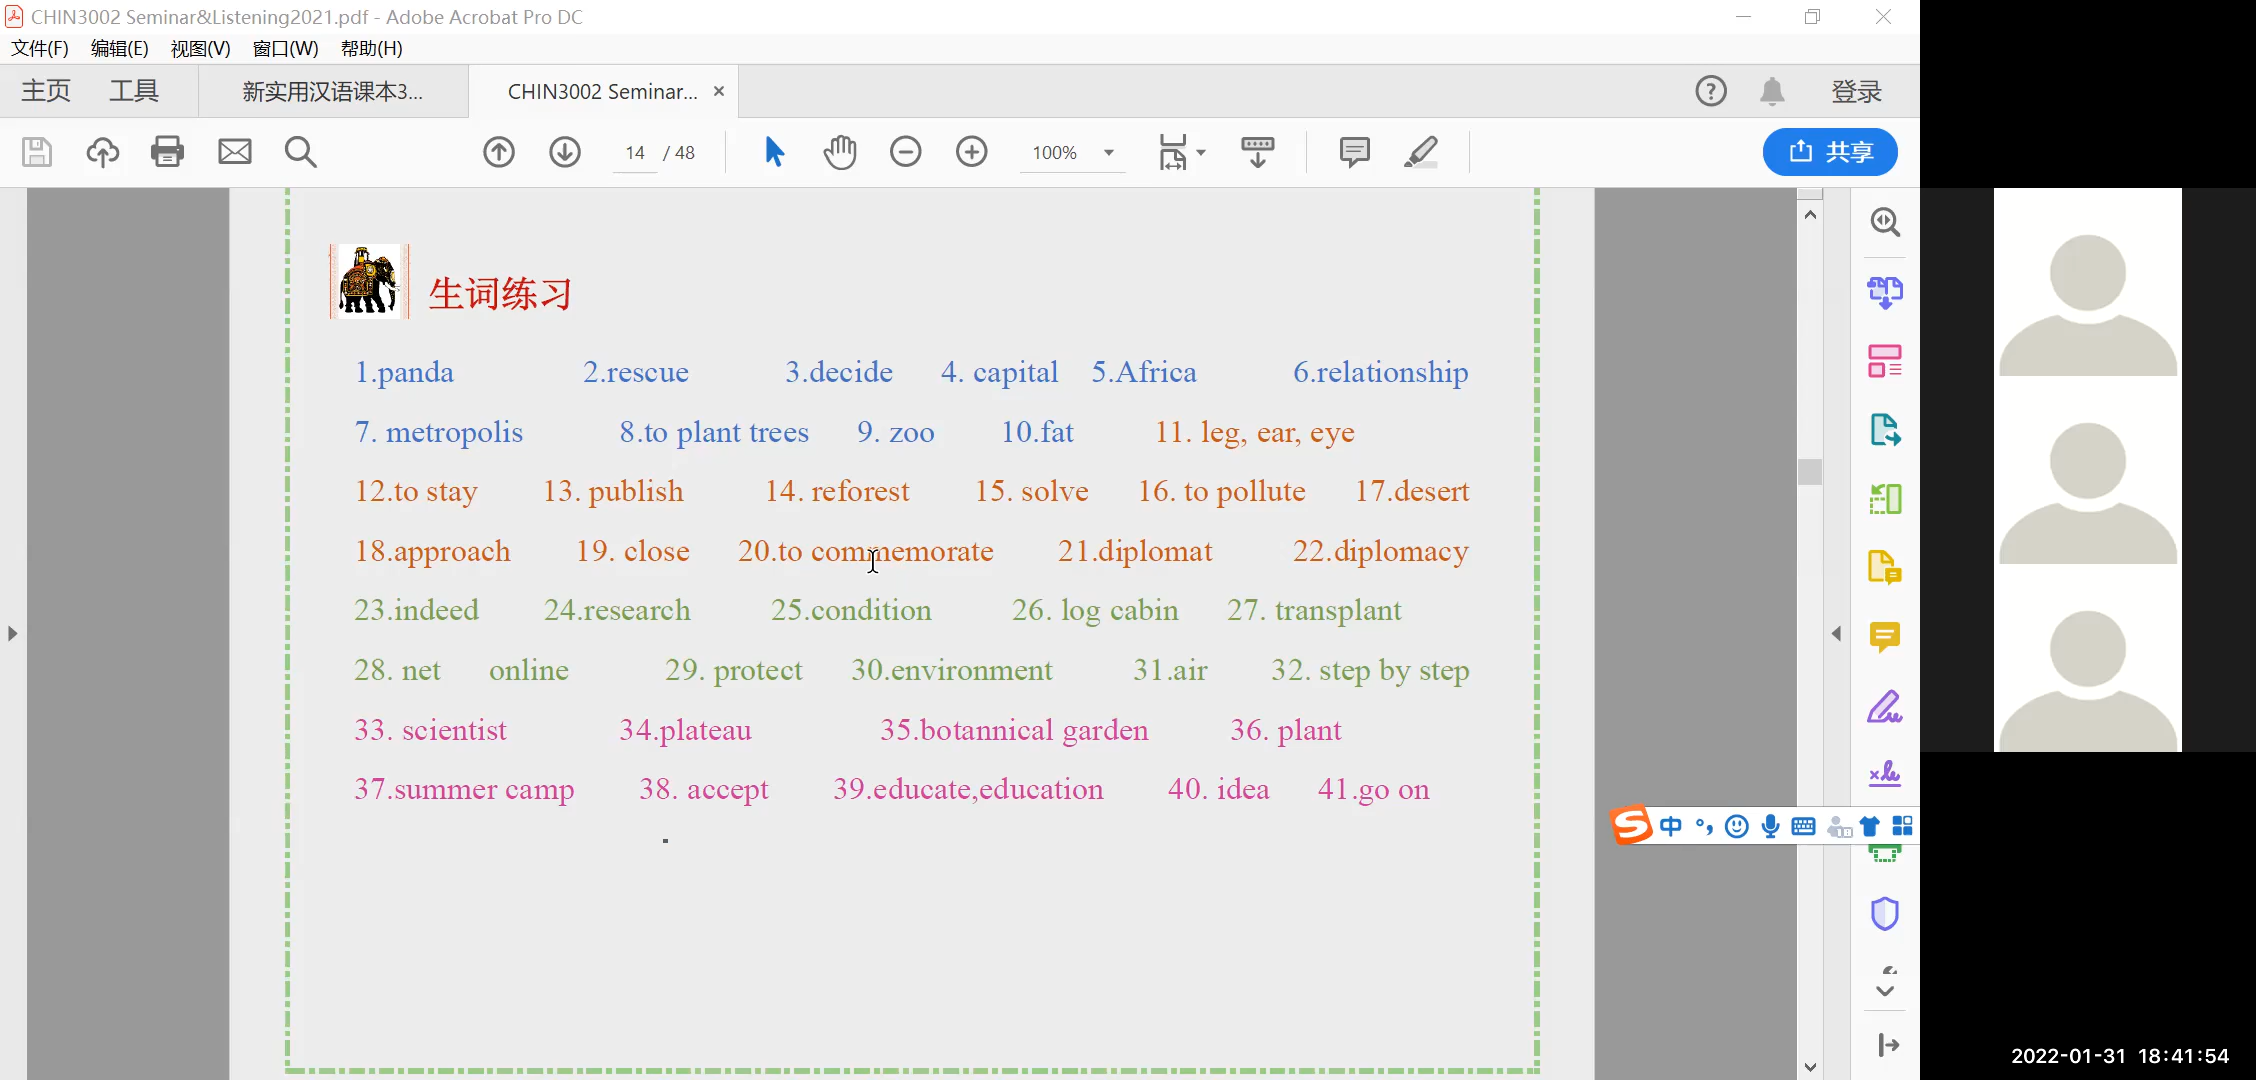 CHIN3002 Seminar&Listening2021.pdf - Adobe Acrobat Pro DC
文件(F) 编辑(E) 视图(V) 窗口(W) 帮助(H)
主页 工具 新实用汉语课本3... CHIN3002 Seminar... × 登录
14 / 48 100% 共享
生词练习
1.panda 2.rescue 3.decide 4. capital 5.Africa 6.relationship
7. metropolis 8.to plant trees 9. zoo 10.fat 11. leg, ear, eye
12.to stay 13. publish 14. reforest 15. solve 16. to pollute 17.desert
18.approach 19. close 20.to commemorate 21.diplomat 22.diplomacy
23.indeed 24.research 25.condition 26. log cabin 27. transplant
28. net online 29. protect 30.environment 31.air 32. step by step
33. scientist 34.plateau 35.botannical garden 36. plant
37.summer camp 38. accept 39.educate,education 40. idea 41.go on
中
2022-01-31 18:41:54